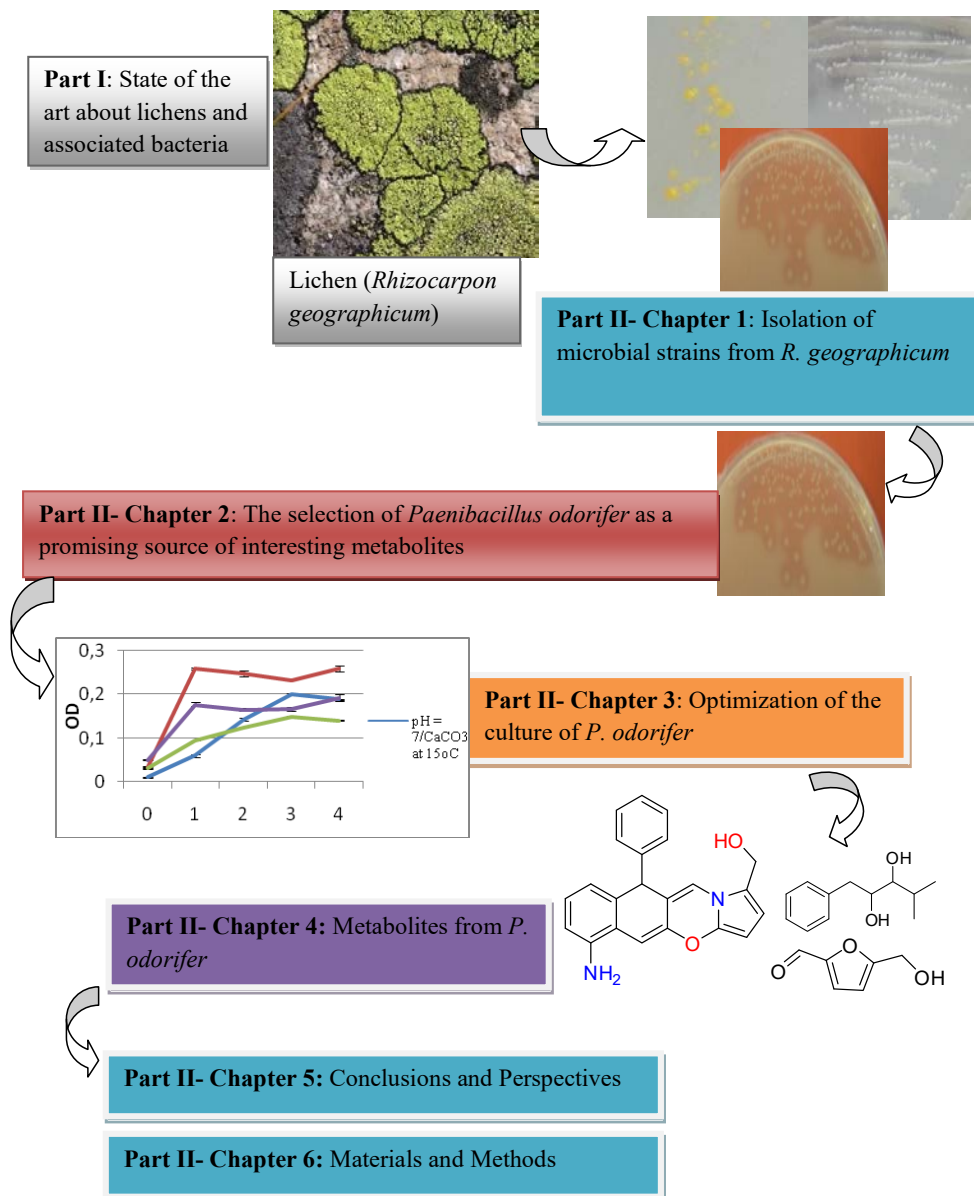 Part I: State of the
art about lichens and
associated bacteria
Lichen (Rhizocarpon
geographicum)
Part II- Chapter 1: Isolation of
microbial strains from R. geographicum
Part II- Chapter 2: The selection of Paenibacillus odorifer as a
promising source of interesting metabolites
0,3
0,2
0,1
0
OD
0 1 2 3 4
pH =
7/CaCO3
at 15oC
Part II- Chapter 3: Optimization of the
culture of P. odorifer
HO
N
O
NH2
OH
OH
O
O
OH
Part II- Chapter 4: Metabolites from P.
odorifer
Part II- Chapter 5: Conclusions and Perspectives
Part II- Chapter 6: Materials and Methods